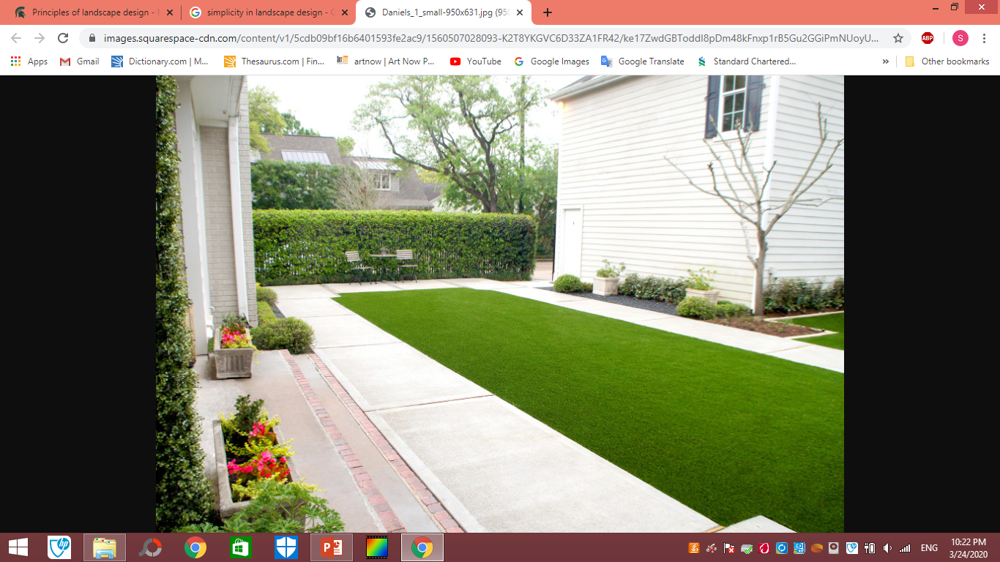 Principles of landscape design -
simplicity in landscape design -
Daniels_1_small-950x631.jpg (950
images.squarespace-cdn.com/content/v1/5cdb09bf16b6401593fe2ac9/1560507028093-K2T8YKGVC6D33ZA1FR42/ke17ZwdGBToddI8pDm48kFnxp1rB5Gu2GGiPmNUoyU...
ABP
S
Apps
Gmail
Dictionary.com | M...
Thesaurus.com | Fin...
artnow | Art Now P...
YouTube
Google Images
Google Translate
Standard Chartered...
»
Other bookmarks
ENG
10:22 PM
3/24/2020